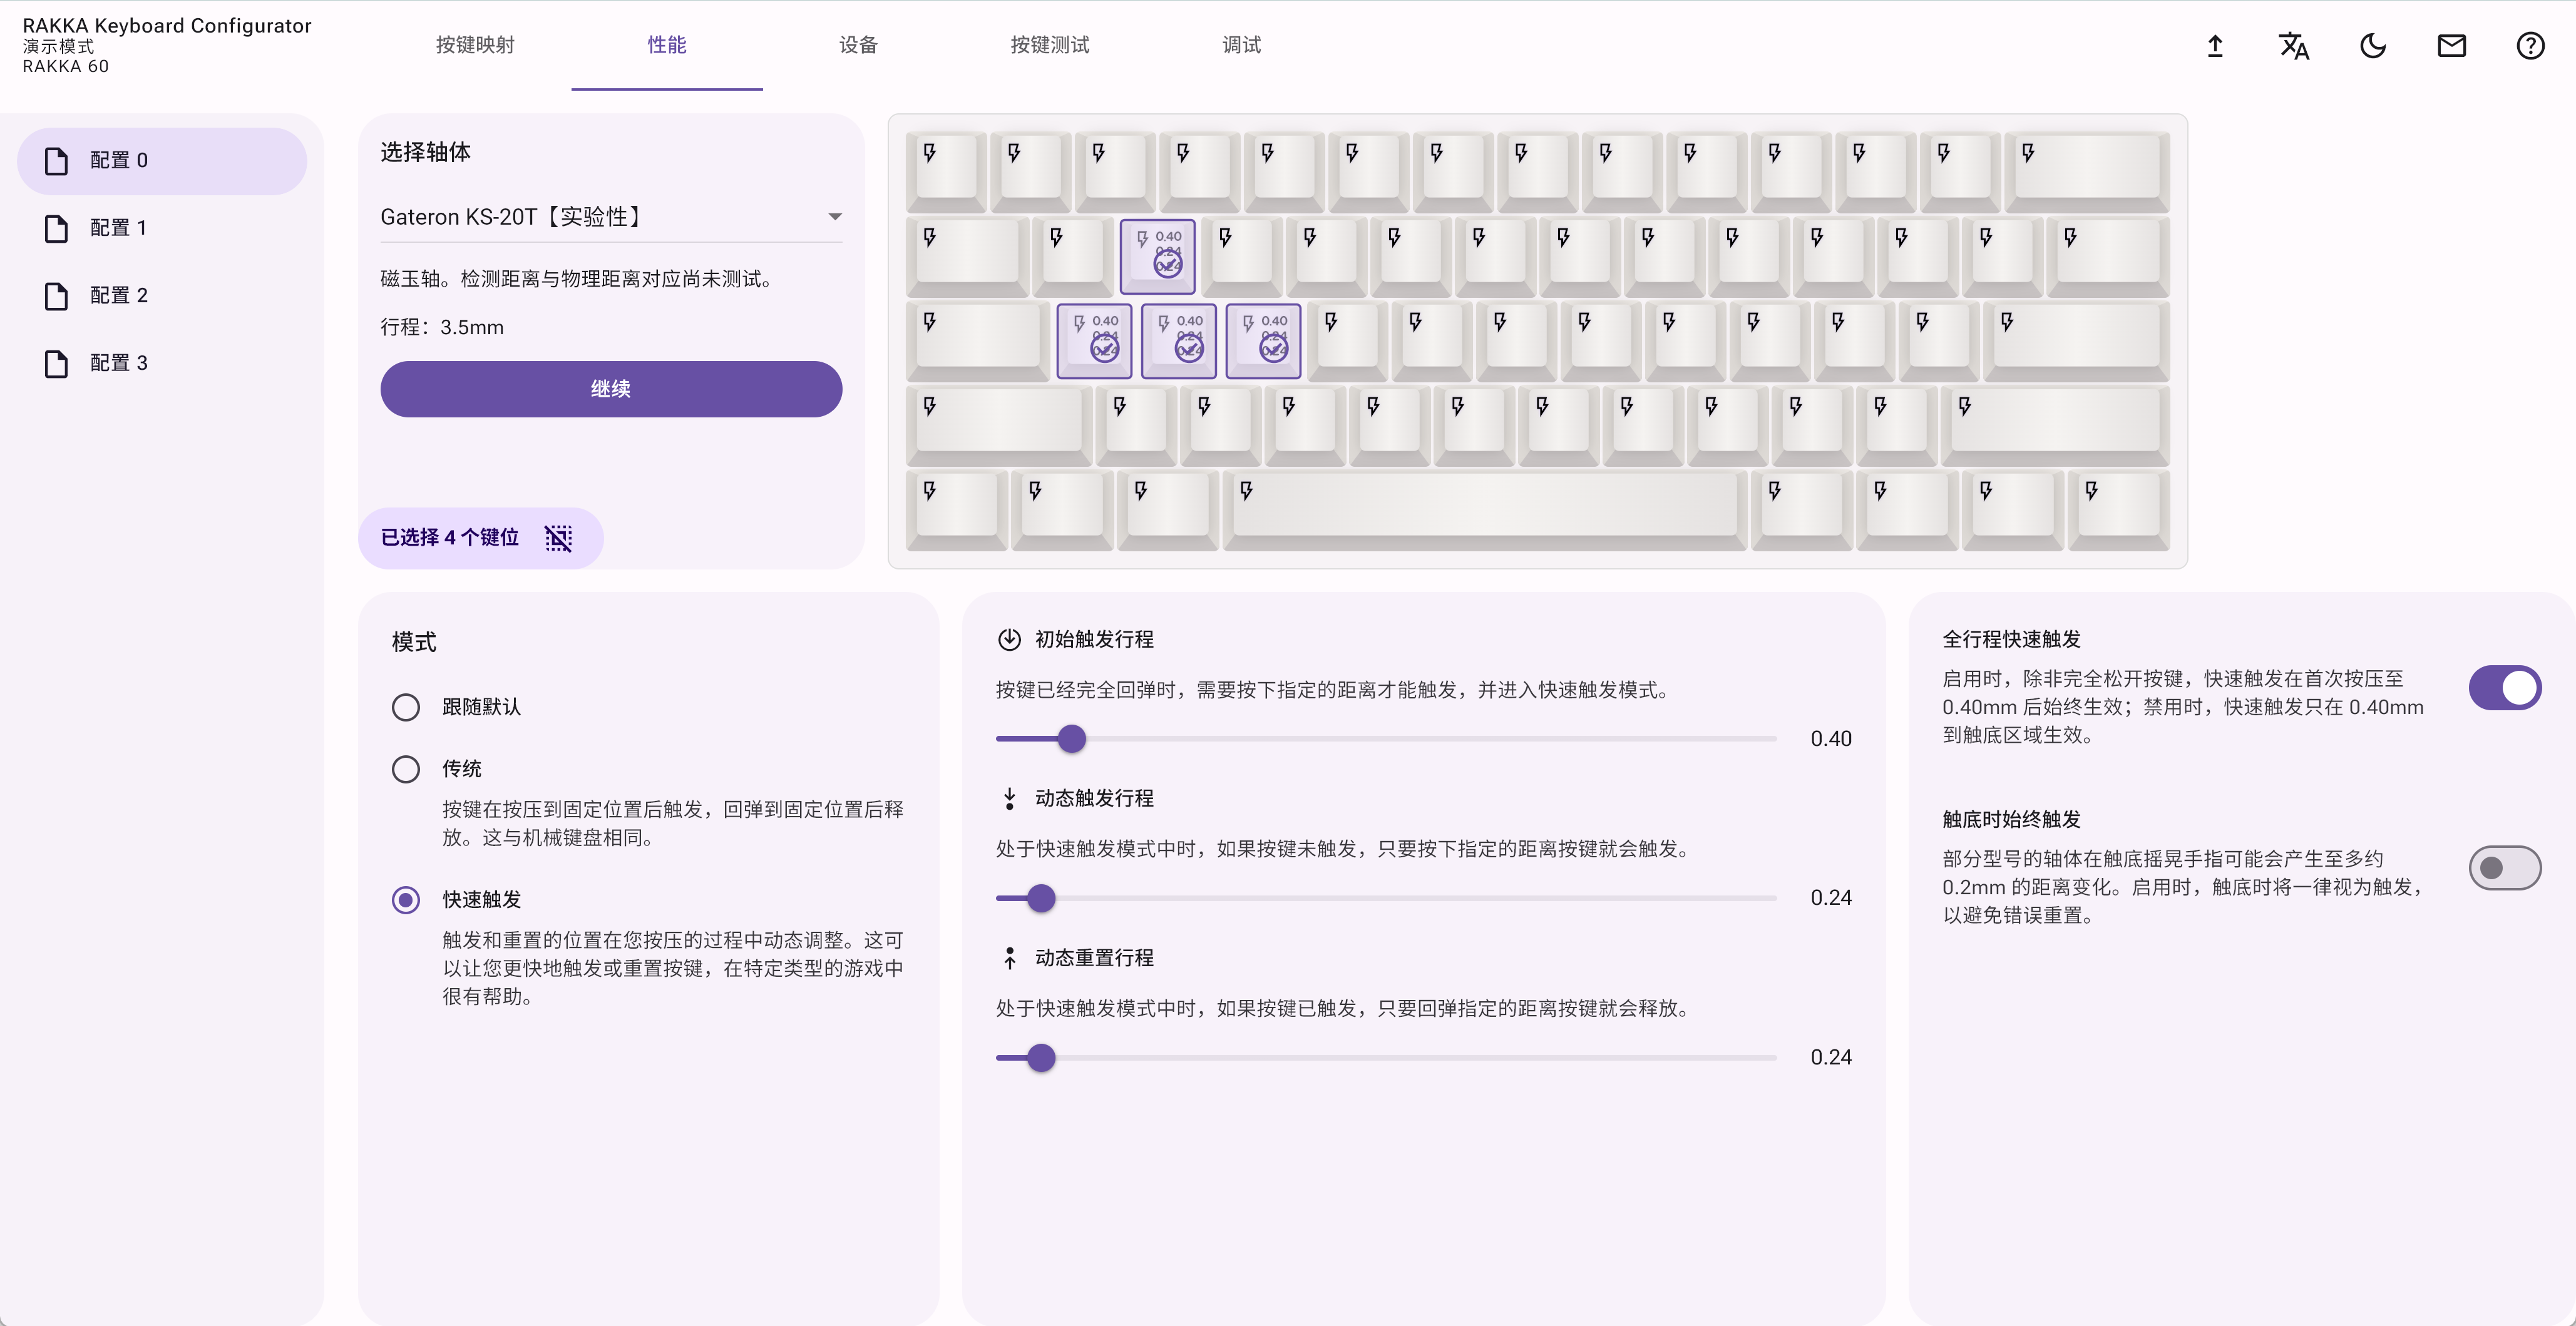 RAKKA Keyboard Configurator
演示模式
RAKKA 60
按键映射
性能
设备
按键测试
调试
配置 0
配置 1
配置 2
配置 3
选择轴体
Gateron KS-20T【实验性】
磁玉轴。检测距离与物理距离对应尚未测试。
行程：3.5mm
继续
已选择 4 个键位
0.40
0.24
0.24
0.40
0.40
0.40
0.24
0.24
0.24
0.24
0.24
0.24
模式
跟随默认
传统
按键在按压到固定位置后触发，回弹到固定位置后释
放。这与机械键盘相同。
快速触发
触发和重置的位置在您按压的过程中动态调整。这可
以让您更快地触发或重置按键，在特定类型的游戏中
很有帮助。
初始触发行程
按键已经完全回弹时，需要按下指定的距离才能触发，并进入快速触发模式。
0.40
动态触发行程
处于快速触发模式中时，如果按键未触发，只要按下指定的距离按键就会触发。
0.24
动态重置行程
处于快速触发模式中时，如果按键已触发，只要回弹指定的距离按键就会释放。
0.24
全行程快速触发
启用时，除非完全松开按键，快速触发在首次按压至
0.40mm 后始终生效；禁用时，快速触发只在 0.40mm
到触底区域生效。
触底时始终触发
部分型号的轴体在触底摇晃手指可能会产生至多约
0.2mm 的距离变化。启用时，触底时将一律视为触发，
以避免错误重置。